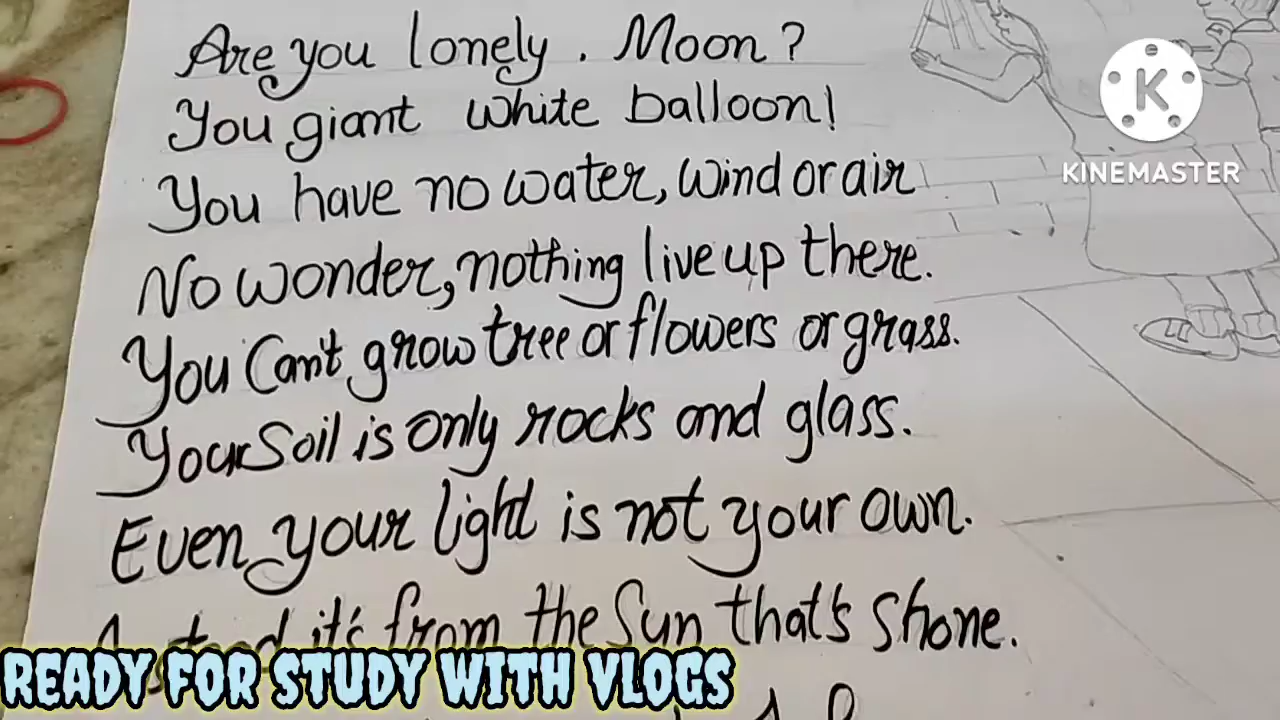 Are you lonely . Moon ?
You giant white balloon!
You have no water, wind or air
No wonder, nothing live up there.
You Can't grow tree or flowers or grass.
Your Soil is only rocks and glass.
Even your light is not your own.
it's from the Sun that's Shone.
READY FOR STUDY WITH VLOGS
K
KINEMASTER